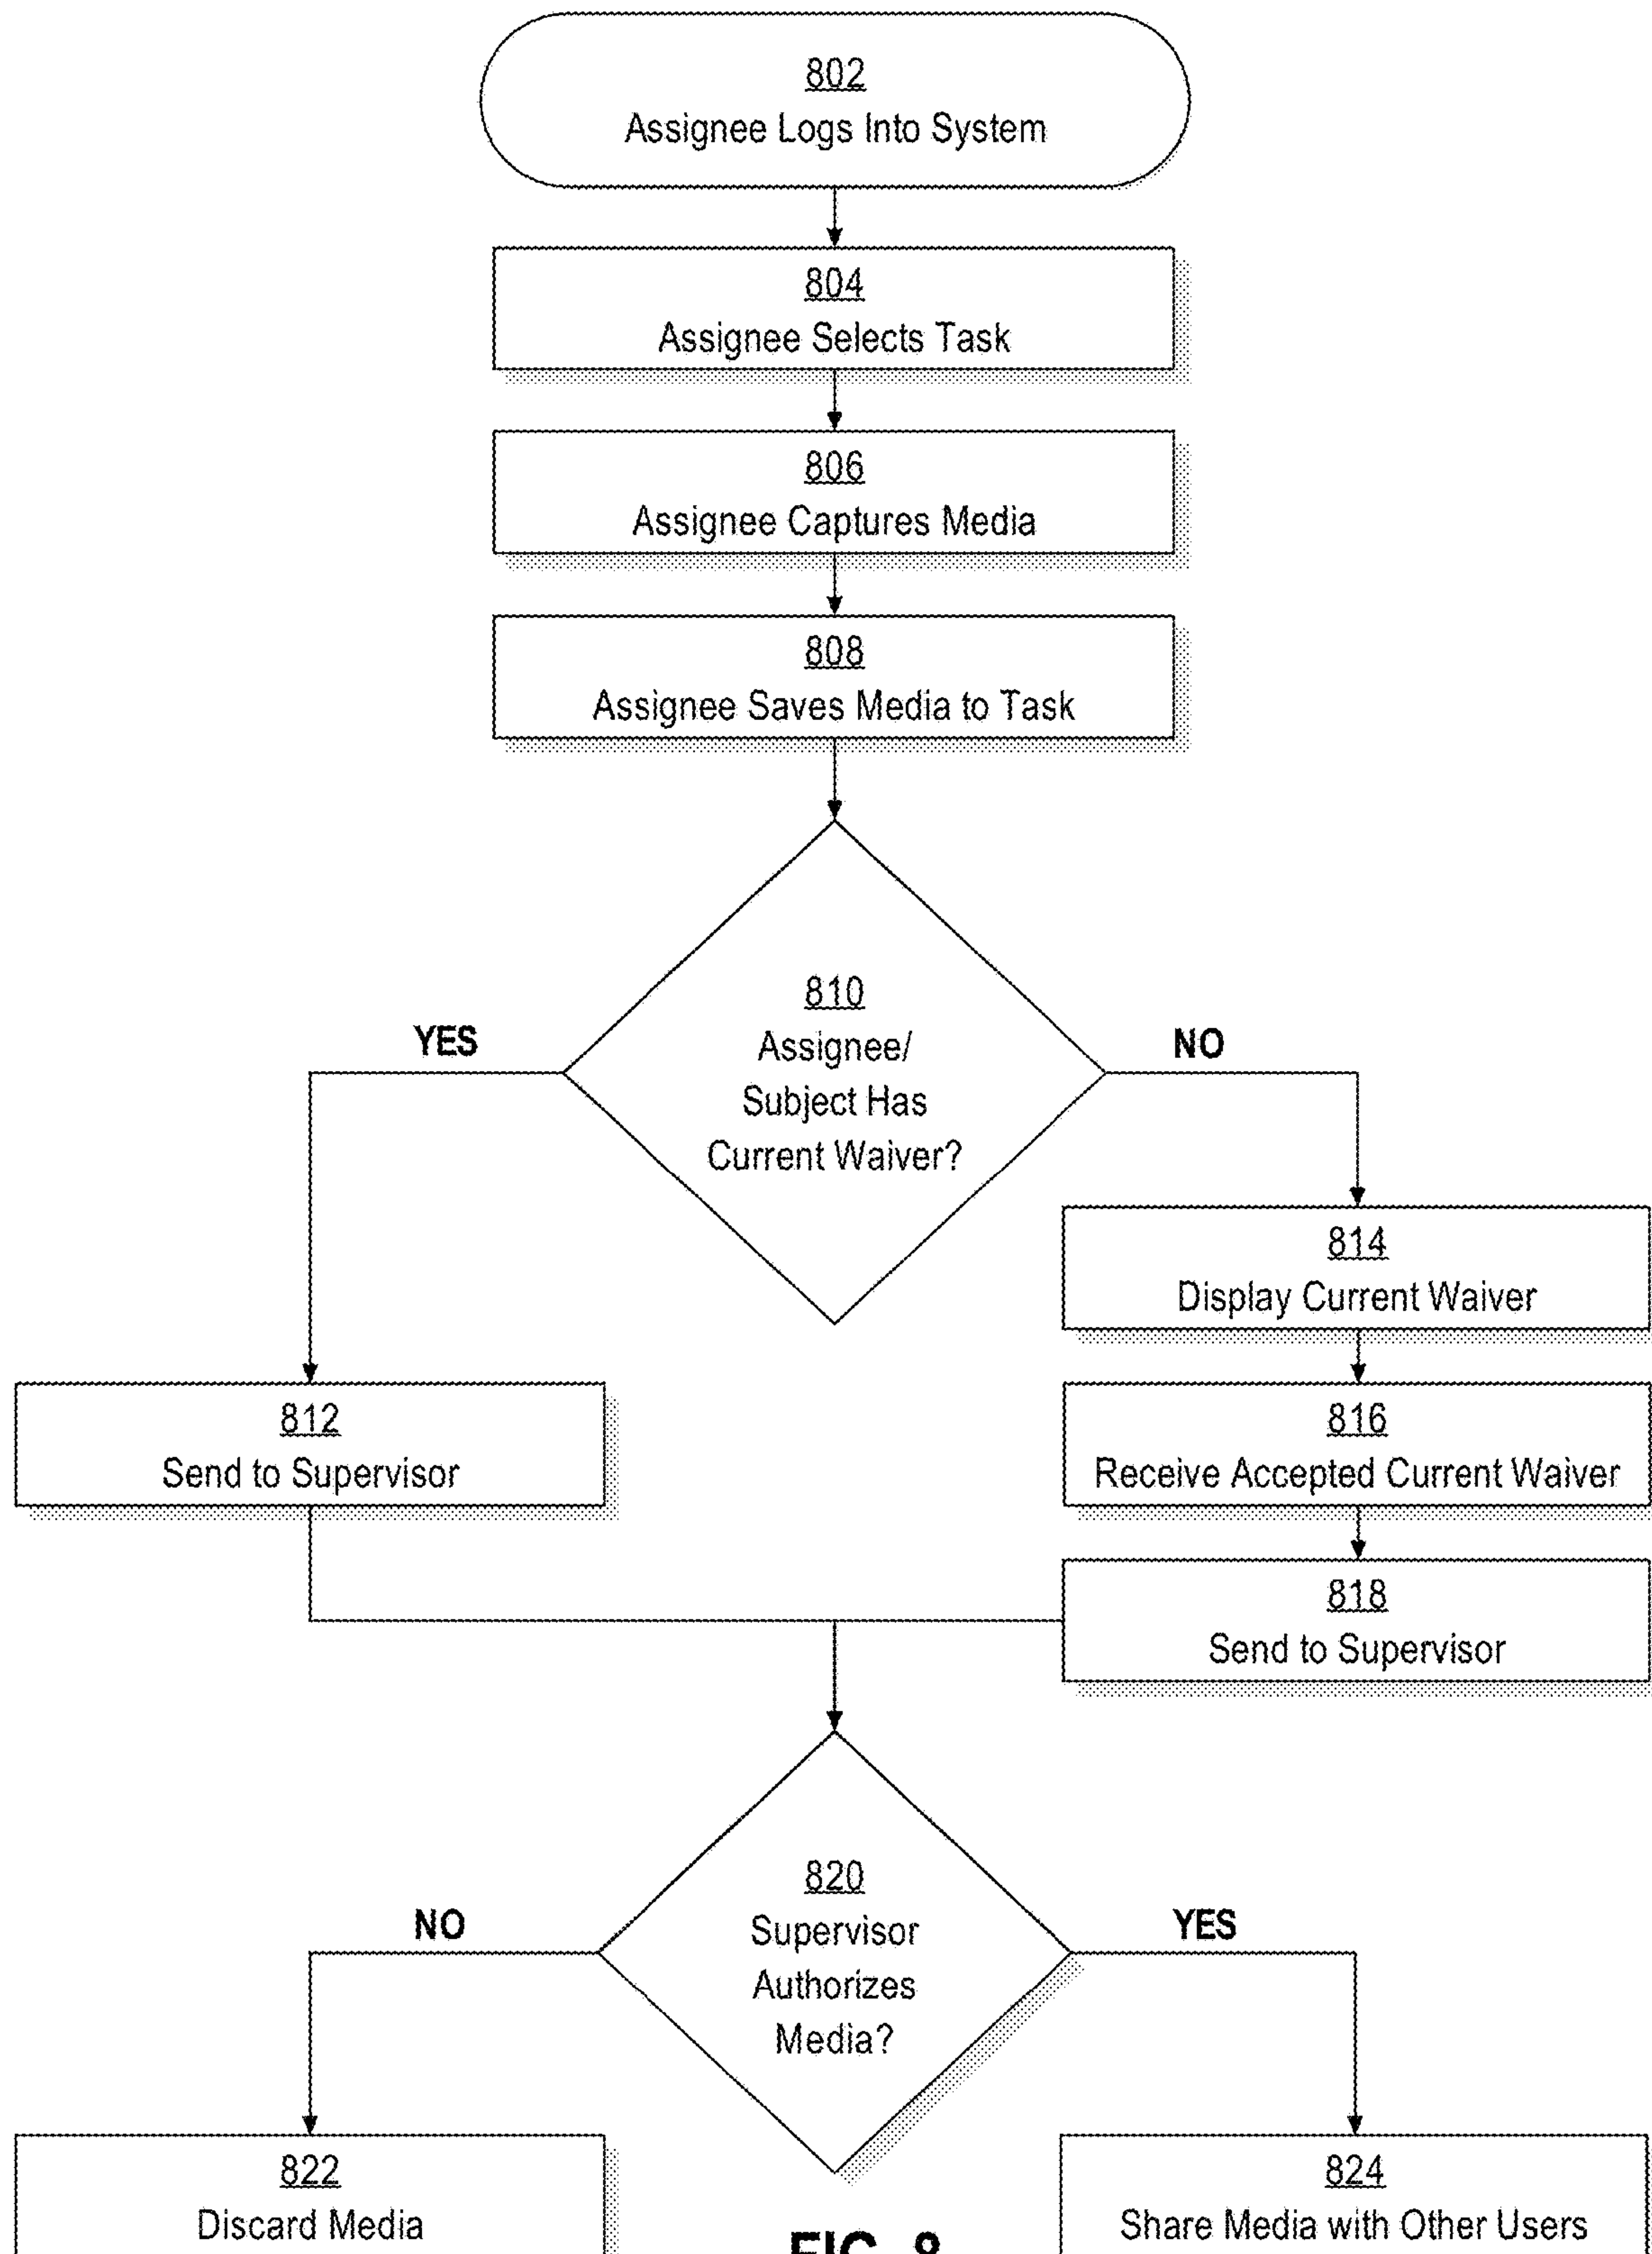 802
Assignee Logs Into System
804
Assignee Selects Task
806
Assignee Captures Media
808
Assignee Saves Media to Task
810
Assignee/
Subject Has
Current Waiver?
YES
NO
814
Display Current Waiver
812
Send to Supervisor
816
Receive Accepted Current Waiver
818
Send to Supervisor
820
Supervisor
Authorizes
Media?
NO
YES
822
Discard Media
824
Share Media with Other Users
FIG. 8